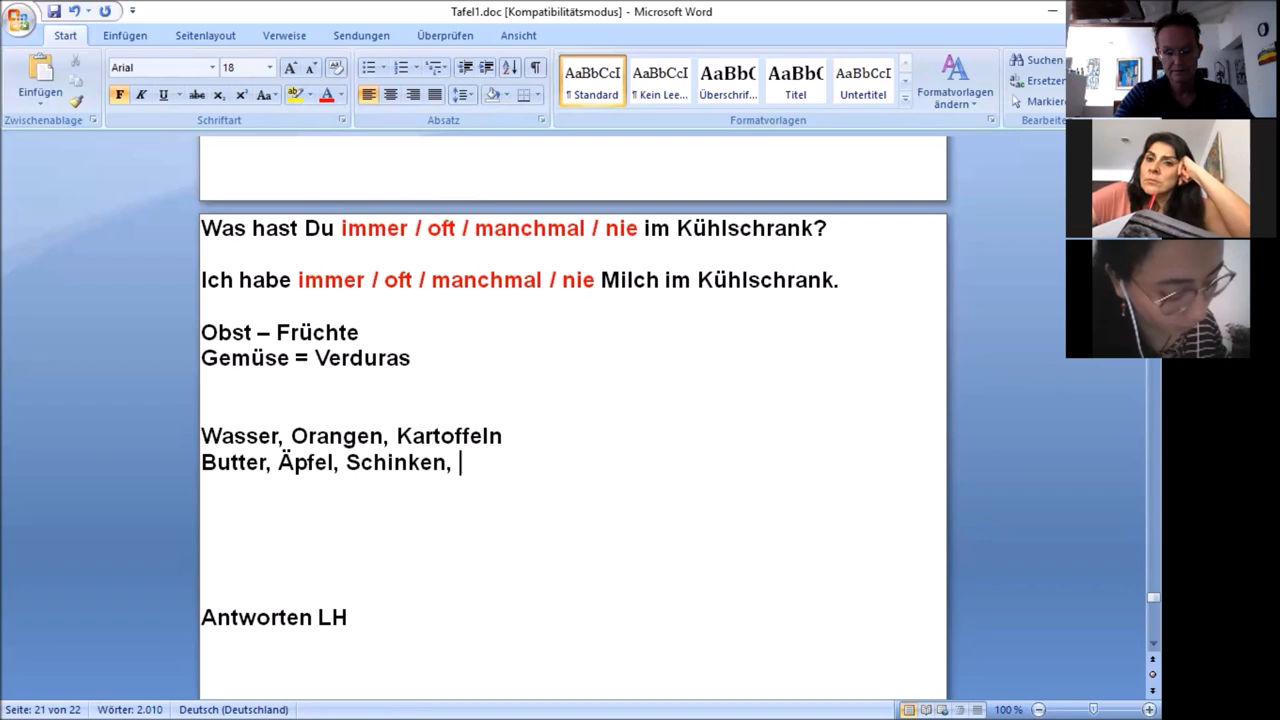 Tafel1.doc [Kompatibilitätsmodus] - Microsoft Word
Start Einfügen Seitenlayout Verweise Sendungen Überprüfen Ansicht
Einfügen
Arial 18
AaBbCcI AaBbCcI AaBbC AaBbC AaBbCcI
¶ Standard ¶ Kein Lee... Überschrif... Titel Untertitel
Formatvorlagen ändern
Suchen
Ersetzen
Markieren
Zwischenablage Schriftart Absatz Formatvorlagen Bearbeite
Was hast Du immer / oft / manchmal / nie im Kühlschrank?
Ich habe immer / oft / manchmal / nie Milch im Kühlschrank.
Obst – Früchte
Gemüse = Verduras
Wasser, Orangen, Kartoffeln
Butter, Äpfel, Schinken,
Antworten LH
Seite: 21 von 22 Wörter: 2.010 Deutsch (Deutschland) 100 %